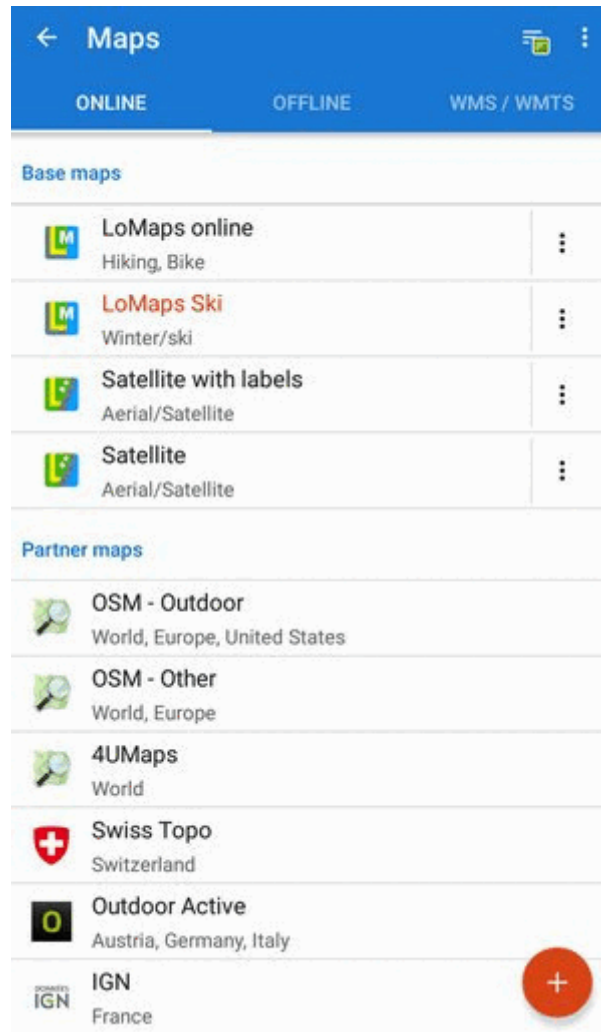 Maps
ONLINE OFFLINE WMS / WMTS
Base maps
LoMaps online
Hiking, Bike
LoMaps Ski
Winter/ski
Satellite with labels
Aerial/Satellite
Satellite
Aerial/Satellite
Partner maps
OSM - Outdoor
World, Europe, United States
OSM - Other
World, Europe
4UMaps
World
Swiss Topo
Switzerland
Outdoor Active
Austria, Germany, Italy
IGN
IGN
France